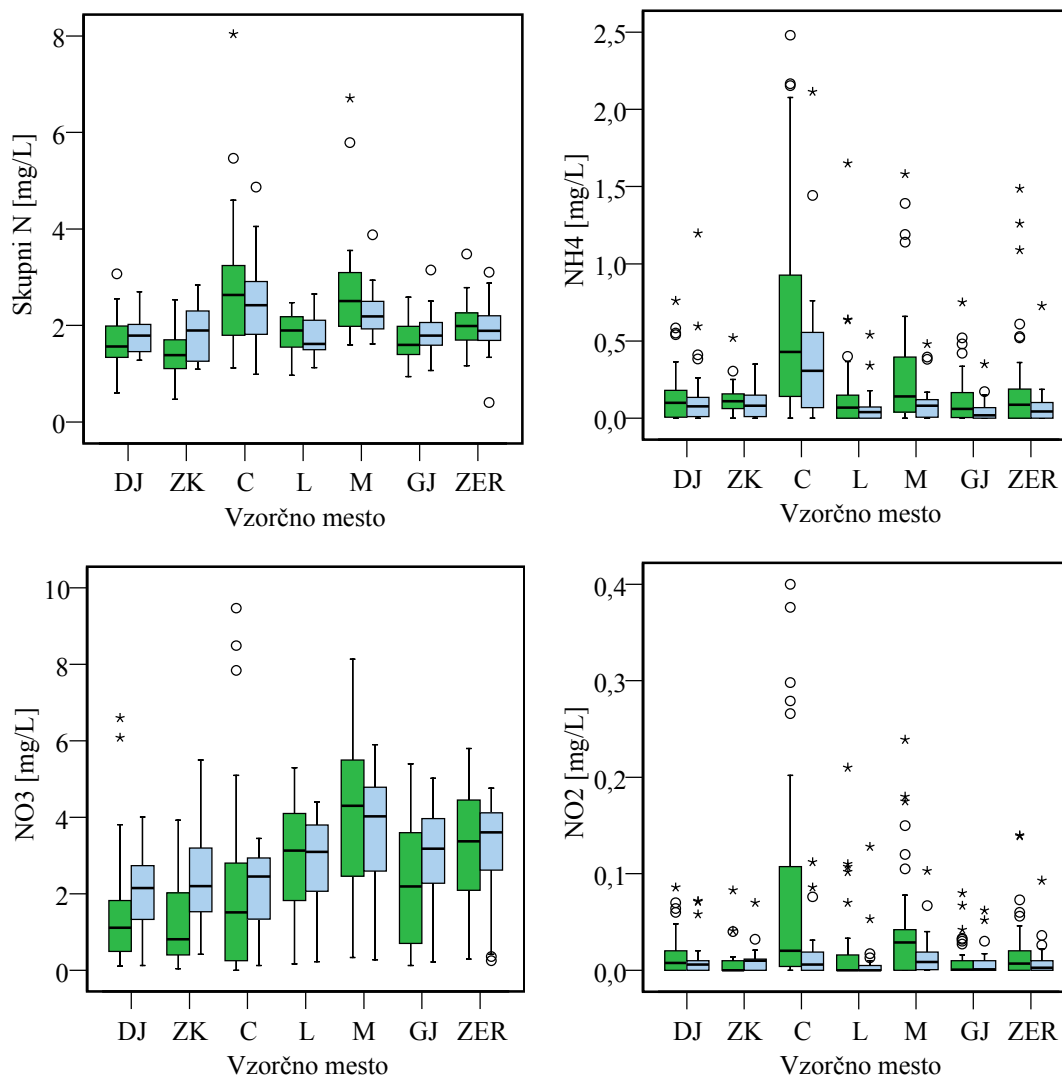 Skupni N [mg/L]
8
6
4
2
0
DJ ZK C L M GJ ZER
Vzorčno mesto
NH4 [mg/L]
2,5
2,0
1,5
1,0
0,5
0,0
DJ ZK C L M GJ ZER
Vzorčno mesto
NO3 [mg/L]
10
8
6
4
2
0
DJ ZK C L M GJ ZER
Vzorčno mesto
NO2 [mg/L]
0,4
0,3
0,2
0,1
0,0
DJ ZK C L M GJ ZER
Vzorčno mesto